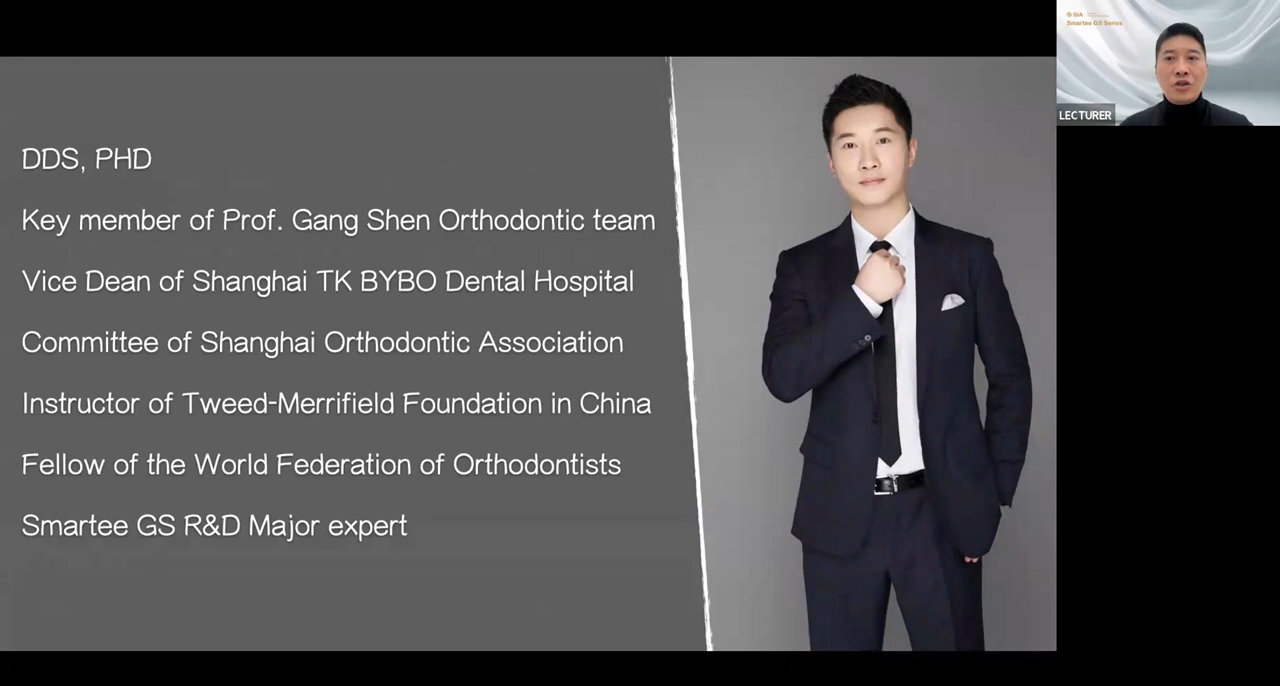 DDS, PHD
Key member of Prof. Gang Shen Orthodontic team
Vice Dean of Shanghai TK BYBO Dental Hospital
Committee of Shanghai Orthodontic Association
Instructor of Tweed-Merrifield Foundation in China
Fellow of the World Federation of Orthodontists
Smartee GS R&D Major expert
SIA
Smartee GS Series
LECTURER